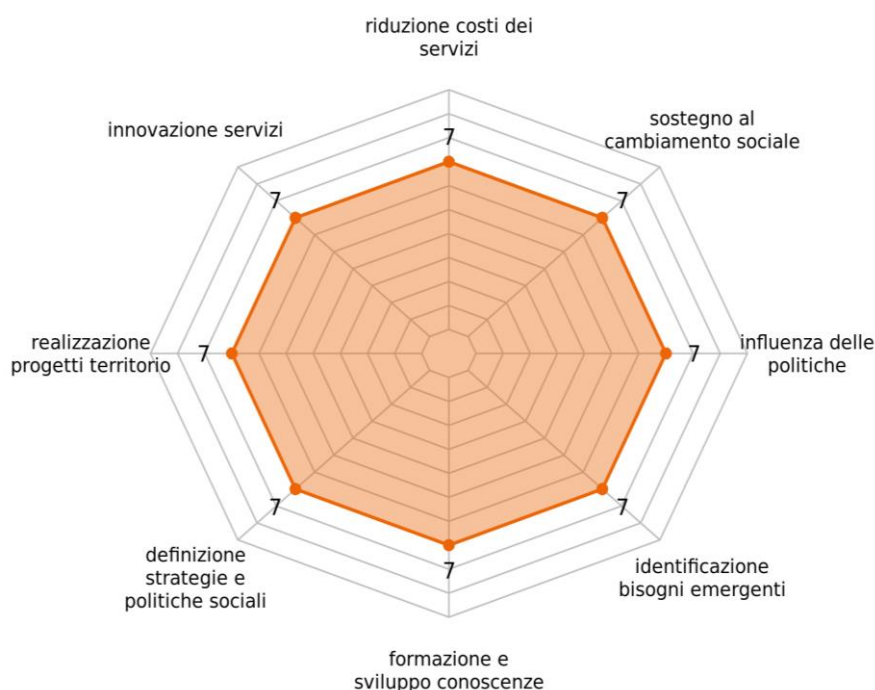 riduzione costi dei
servizi
sostegno al
cambiamento sociale
innovazione servizi
7
7
7
realizzazione
progetti territorio
7
7
influenza delle
politiche
7
7
7
definizione
strategie e
politiche sociali
identificazione
bisogni emergenti
formazione e
sviluppo conoscenze